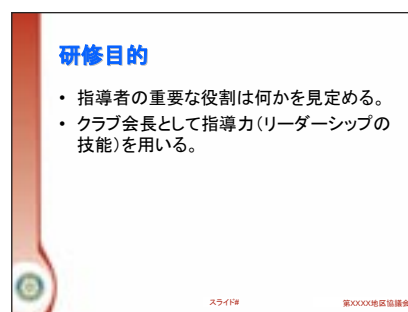 研修目的
• 指導者の重要な役割は何かを見定める。
• クラブ会長として指導力（リーダーシップの
技能）を用いる。
スライド#
第XXXX地区協議会